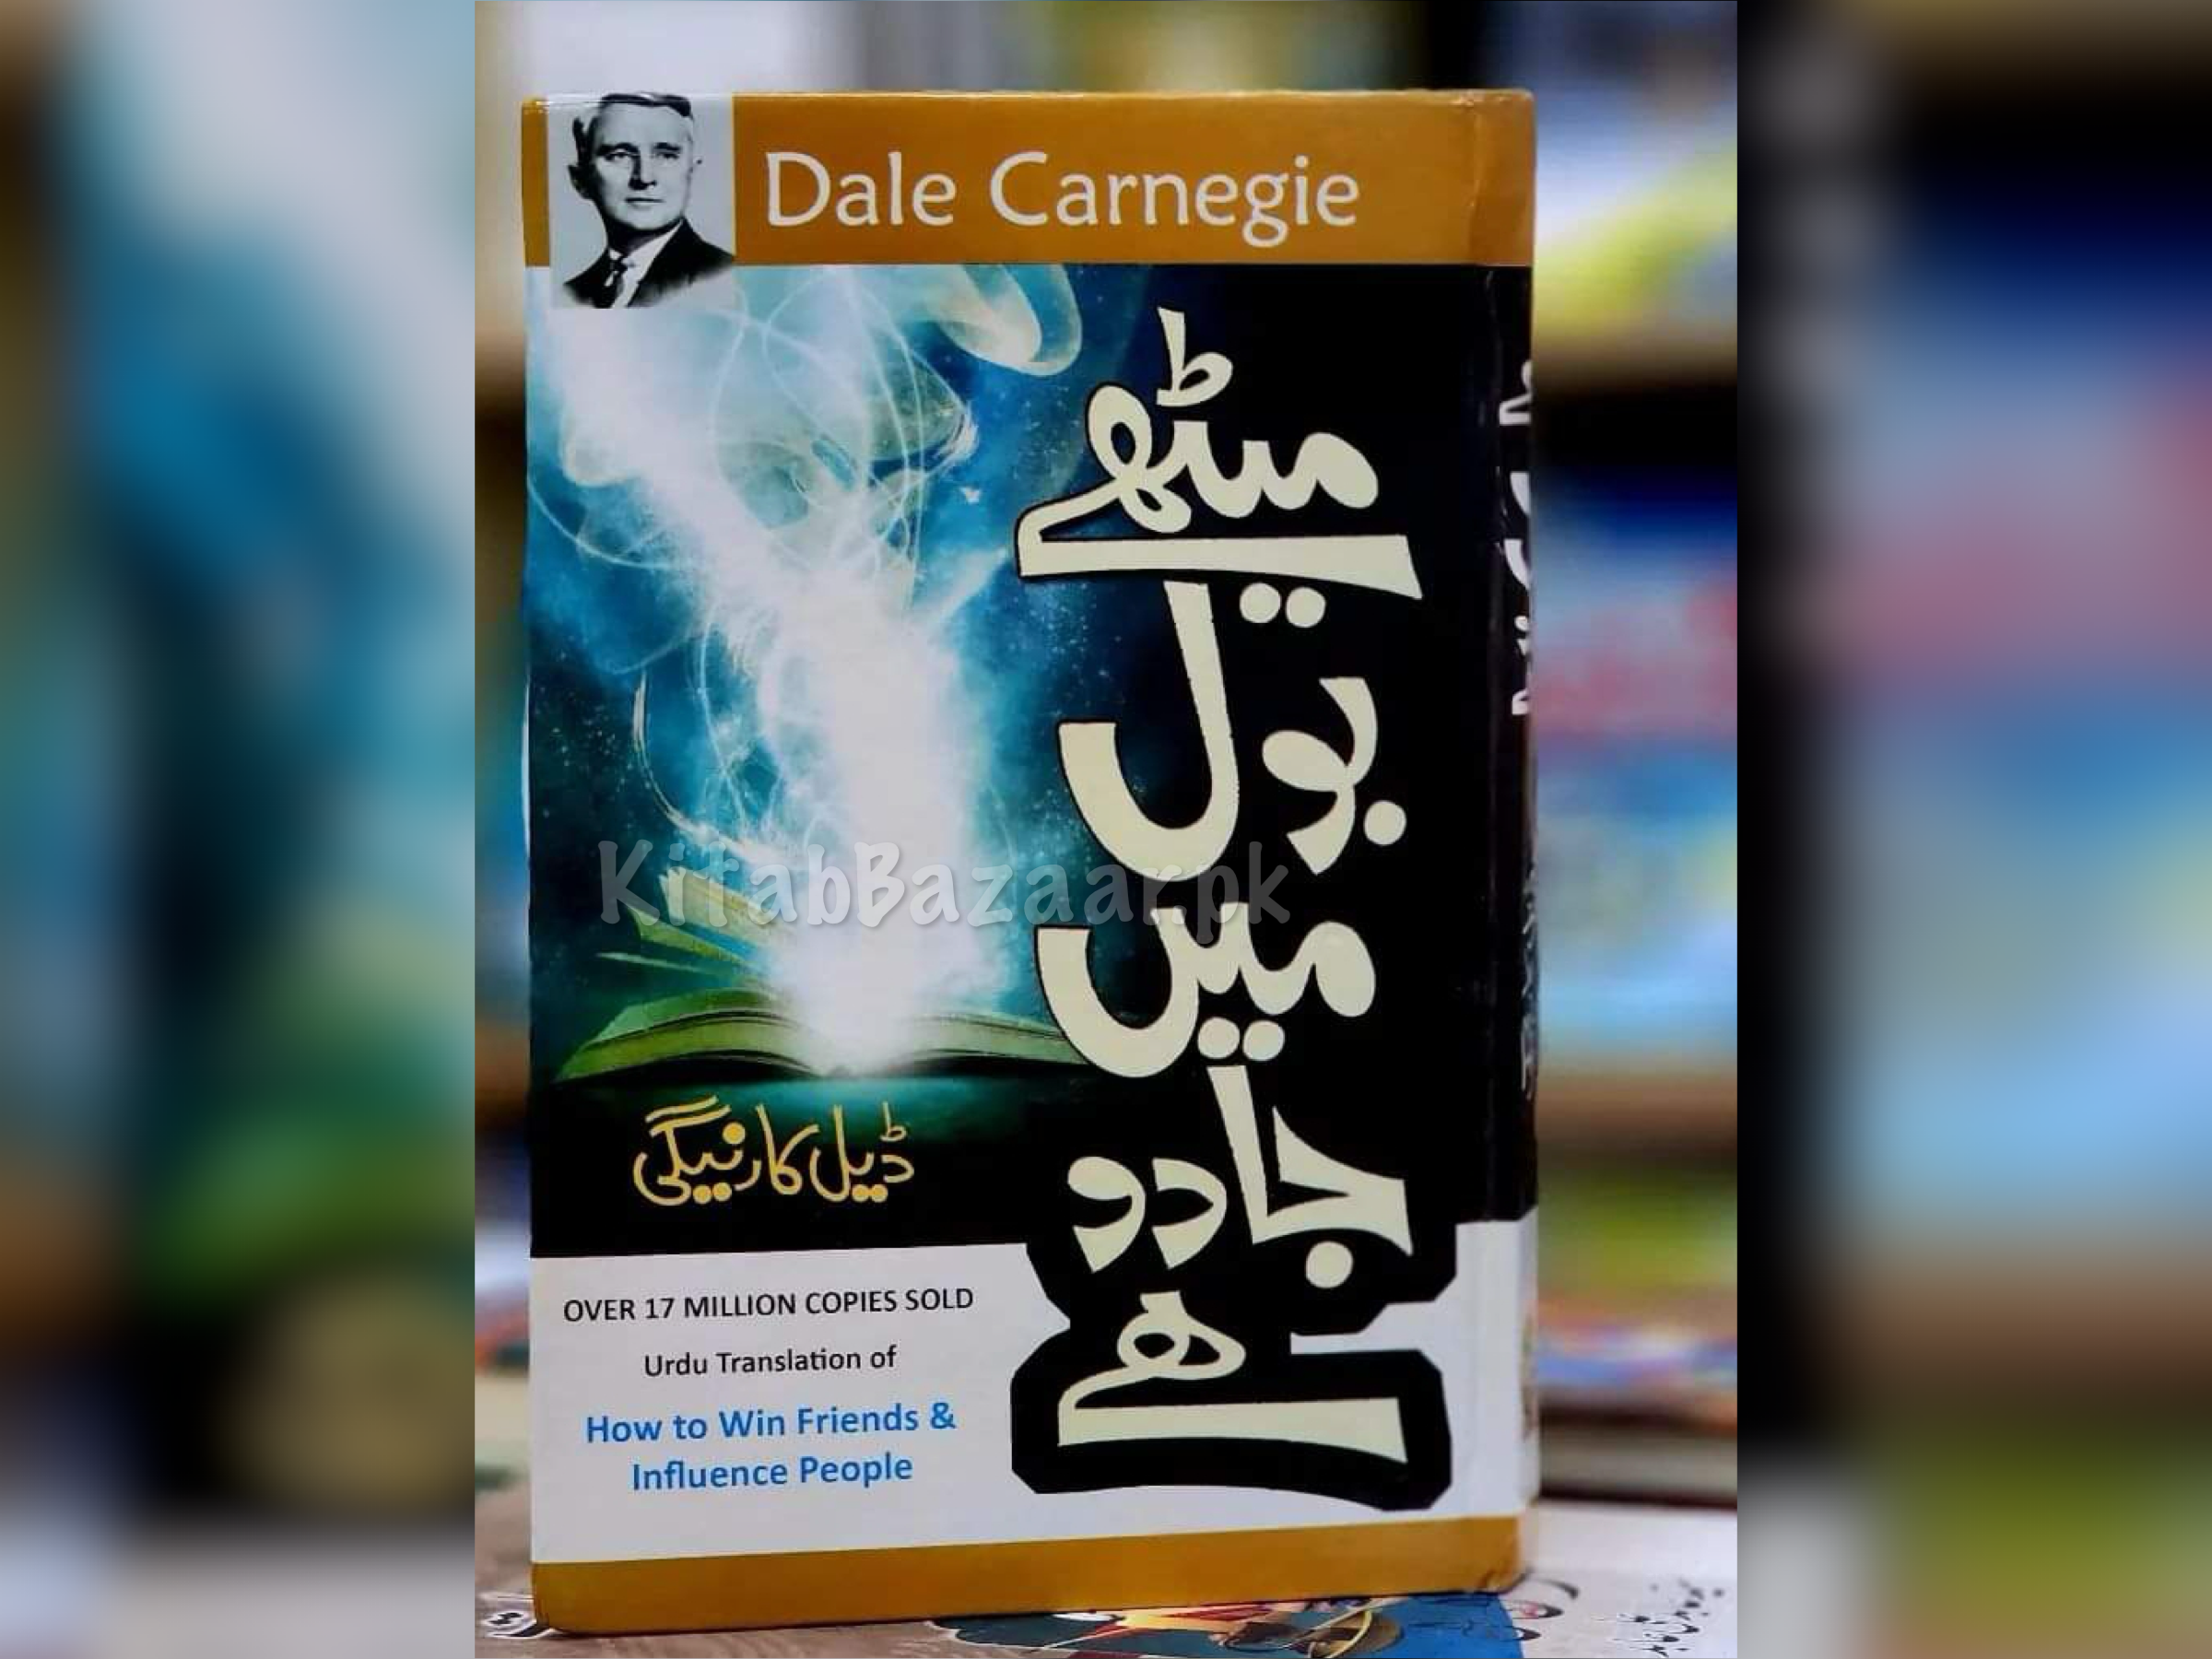 Dale Carnegie
میٹھے
بول
میں
جادو
ھے
KitabBazaar.pk
ڈیل کارنیگی
OVER 17 MILLION COPIES SOLD
Urdu Translation of
How to Win Friends &
Influence People